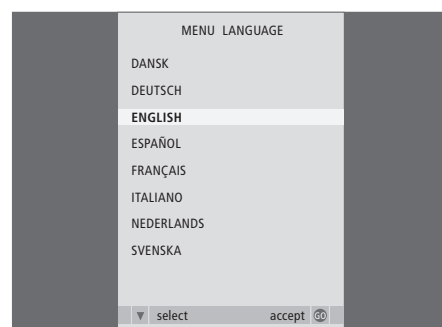 MENU LANGUAGE
DANSK
DEUTSCH
ENGLISH
ESPAÑOL
FRANÇAIS
ITALIANO
NEDERLANDS
SVENSKA
▼ select accept GO